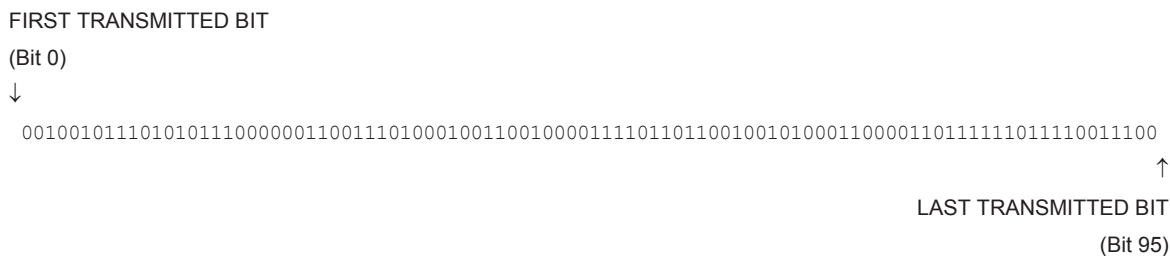 FIRST TRANSMITTED BIT
(Bit 0)
↓
001001011101010111000000110011101000100110010000111101101100100101000110000110111111011110011100
↑
LAST TRANSMITTED BIT
(Bit 95)